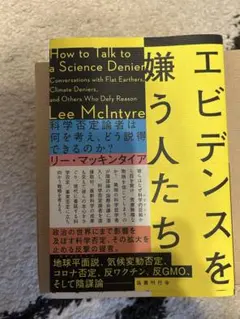 How to Talk to
a Science Denier
Conversations with Flat Earthers,
Climate Deniers,
and Others Who Defy Reason
Lee McIntyre
エビデンスを
嫌う人たち
科学否定論者は
何を考え、どう説得
できるのか?
リー・マッキンタイア
政治の世界にまで影響を
及ぼす科学否定、その拡大を
止める反撃の提言。
地球平面説、気候変動否定、
コロナ否定、反ワクチン、反GMO、
そして陰謀論
国書刊行会